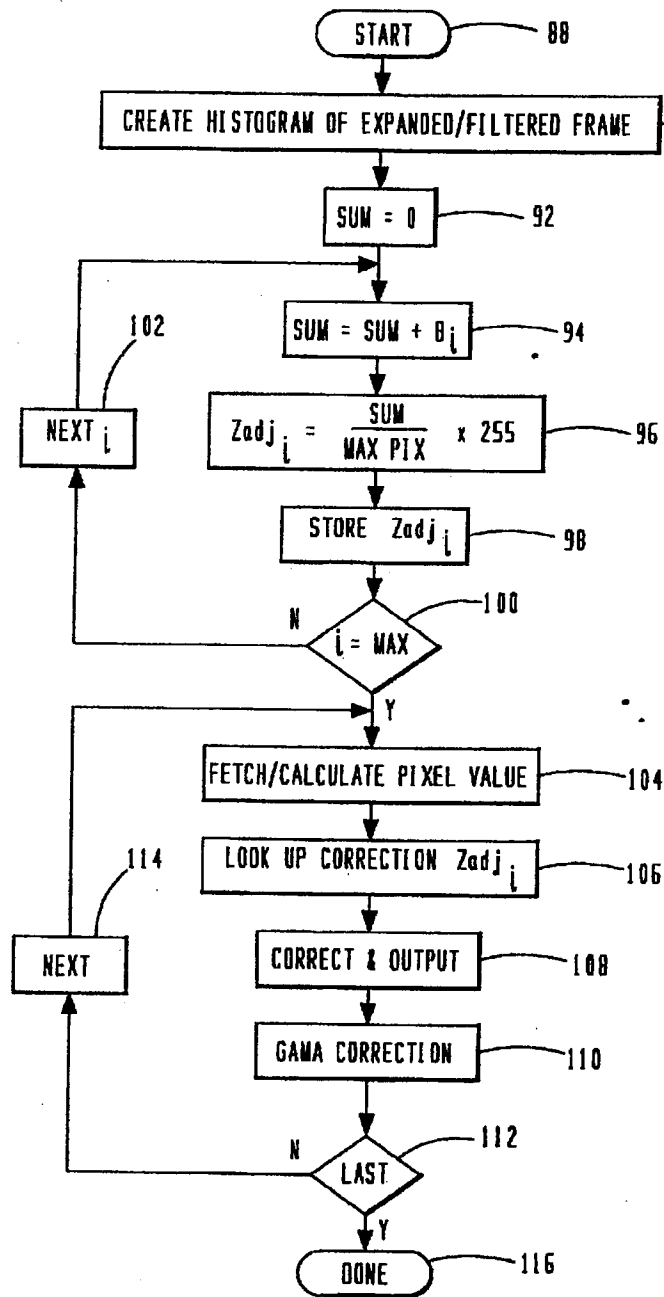 START 88
CREATE HISTOGRAM OF EXPANDED/FILTERED FRAME
SUM = 0 92
SUM = SUM + Bi 94
102
NEXT i
Zadj i = SUM / MAX PIX x 255 96
STORE Zadj i 98
100
N
i = MAX
Y
FETCH/CALCULATE PIXEL VALUE 104
LOOK UP CORRECTION Zadj i 106
114
NEXT
CORRECT & OUTPUT 108
GAMA CORRECTION 110
112
N
LAST
Y
DONE 116